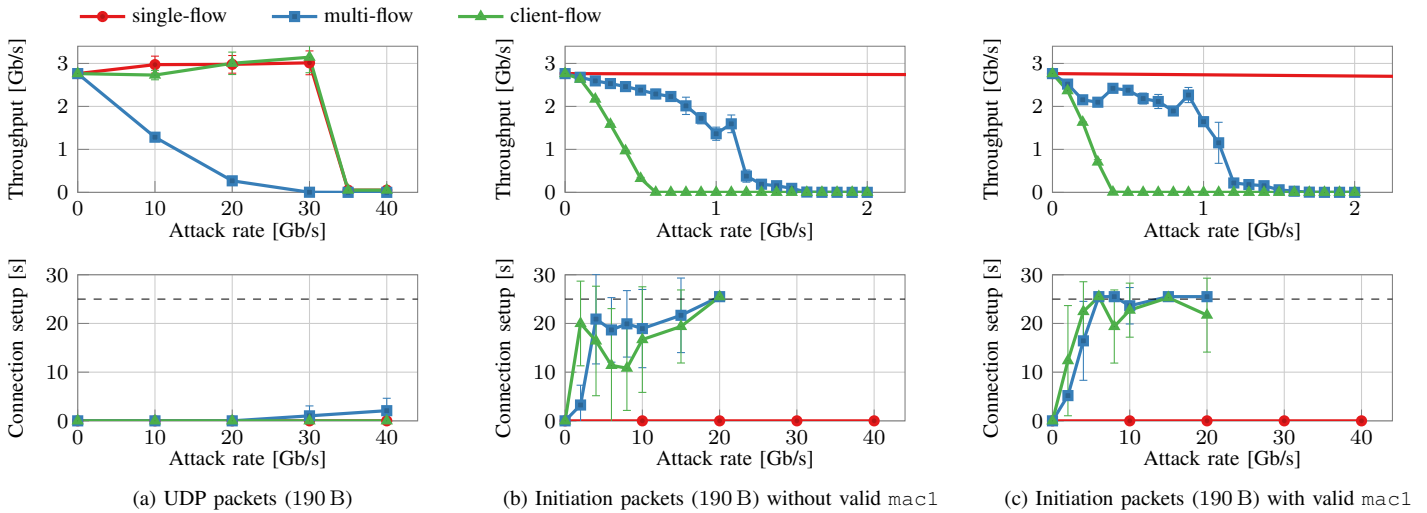 single-flow multi-flow client-flow
Throughput [Gb/s]
3
2
1
0
0 10 20 30 40
Attack rate [Gb/s]
Throughput [Gb/s]
3
2
1
0
0 1 2
Attack rate [Gb/s]
Throughput [Gb/s]
3
2
1
0
0 1 2
Attack rate [Gb/s]
Connection setup [s]
30
20
10
0
0 10 20 30 40
Attack rate [Gb/s]
Connection setup [s]
30
20
10
0
0 10 20 30 40
Attack rate [Gb/s]
Connection setup [s]
30
20
10
0
0 10 20 30 40
Attack rate [Gb/s]
(a) UDP packets (190 B)
(b) Initiation packets (190 B) without valid mac1
(c) Initiation packets (190 B) with valid mac1